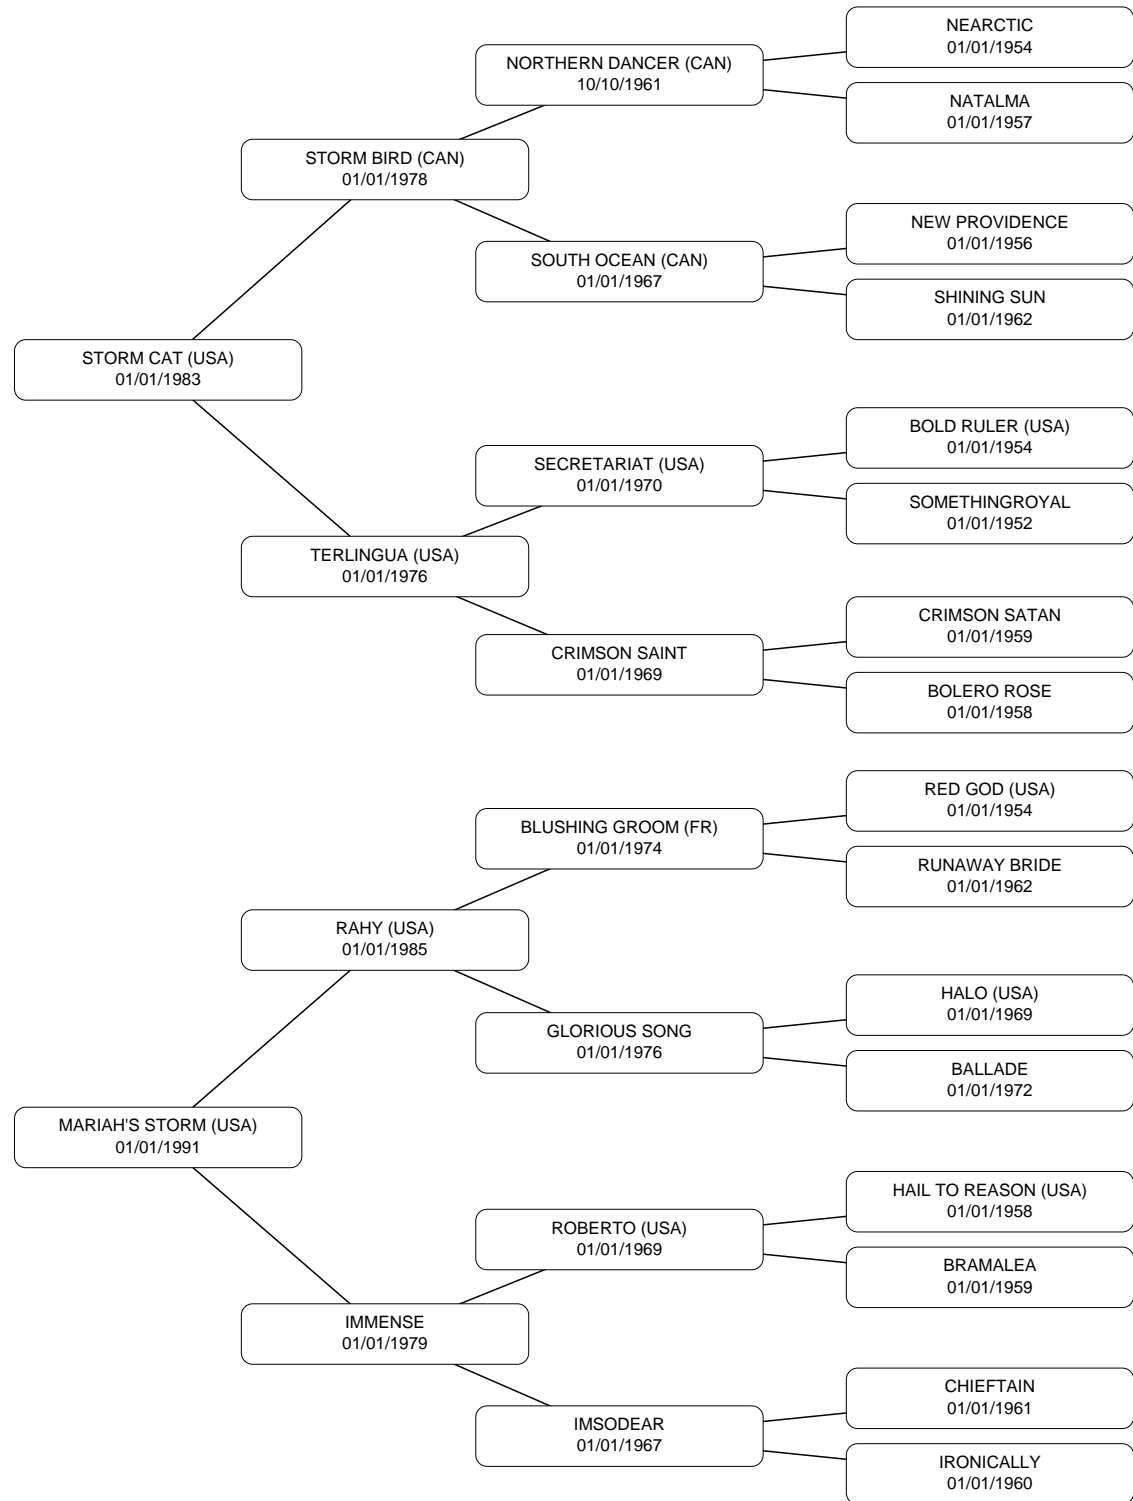 NEARCTIC
01/01/1954
NORTHERN DANCER (CAN)
10/10/1961
NATALMA
01/01/1957
STORM BIRD (CAN)
01/01/1978
NEW PROVIDENCE
01/01/1956
SOUTH OCEAN (CAN)
01/01/1967
SHINING SUN
01/01/1962
STORM CAT (USA)
01/01/1983
BOLD RULER (USA)
01/01/1954
SECRETARIAT (USA)
01/01/1970
SOMETHINGROYAL
01/01/1952
TERLINGUA (USA)
01/01/1976
CRIMSON SATAN
01/01/1959
CRIMSON SAINT
01/01/1969
BOLERO ROSE
01/01/1958
RED GOD (USA)
01/01/1954
BLUSHING GROOM (FR)
01/01/1974
RUNAWAY BRIDE
01/01/1962
RAHY (USA)
01/01/1985
HALO (USA)
01/01/1969
GLORIOUS SONG
01/01/1976
BALLADE
01/01/1972
MARIAH'S STORM (USA)
01/01/1991
HAIL TO REASON (USA)
01/01/1958
ROBERTO (USA)
01/01/1969
BRAMALEA
01/01/1959
IMMENSE
01/01/1979
CHIEFTAIN
01/01/1961
IMSODEAR
01/01/1967
IRONICALLY
01/01/1960